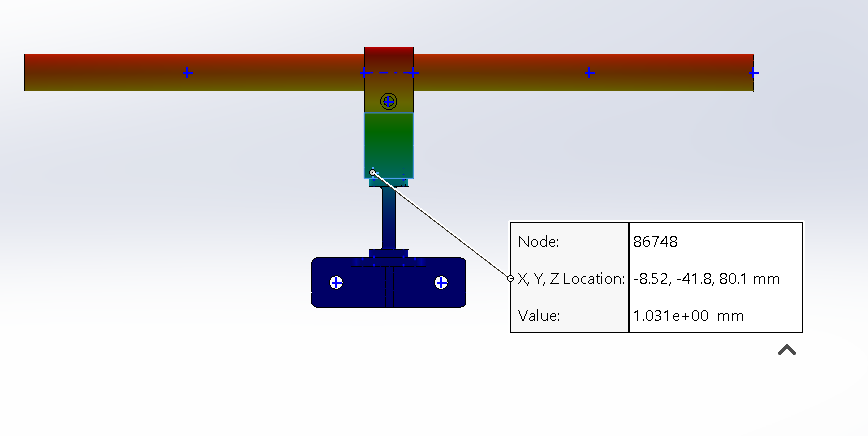 Node: 86748
X, Y, Z Location: -8.52, -41.8, 80.1 mm
Value: 1.031e+00 mm